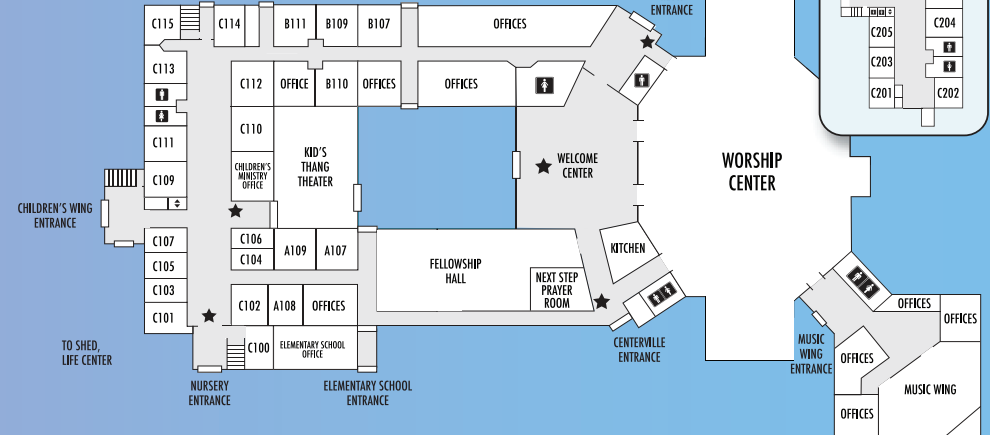 C115
C114
B111
B109
B107
OFFICES
ENTRANCE
C204
C205
C203
C201
C202
C113
C112
OFFICE
B110
OFFICES
OFFICES
C110
C111
KID'S
THANG
THEATER
WELCOME
CENTER
WORSHIP
CENTER
CHILDREN'S
MINISTRY
OFFICE
C109
CHILDREN'S WING
ENTRANCE
C107
C106
C104
A109
A107
KITCHEN
C105
FELLOWSHIP
HALL
NEXT STEP
PRAYER
ROOM
C103
C102
A108
OFFICES
C101
OFFICES
OFFICES
TO SHED,
LIFE CENTER
C100
ELEMENTARY SCHOOL
OFFICE
CENTERVILLE
ENTRANCE
MUSIC
WING
ENTRANCE
OFFICES
NURSERY
ENTRANCE
ELEMENTARY SCHOOL
ENTRANCE
MUSIC WING
OFFICES